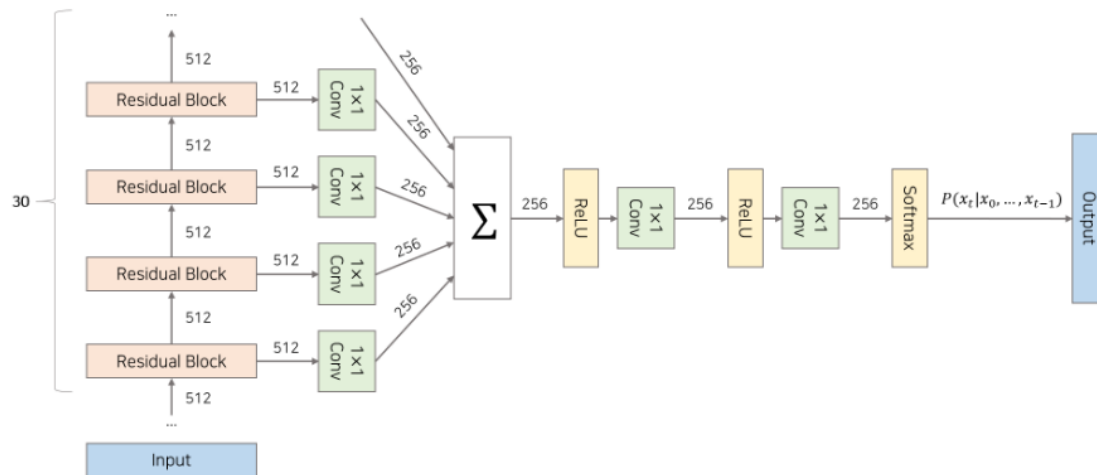 ...
512
Residual Block
512
1×1
Conv
256
256
512
Residual Block
512
1×1
Conv
256
30
512
Residual Block
512
1×1
Conv
256
512
Residual Block
512
1×1
Conv
256
512
...
Input
Σ
256
ReLU
1×1
Conv
256
ReLU
1×1
Conv
256
Softmax
P(x_t|x_0, …, x_{t−1})
Output